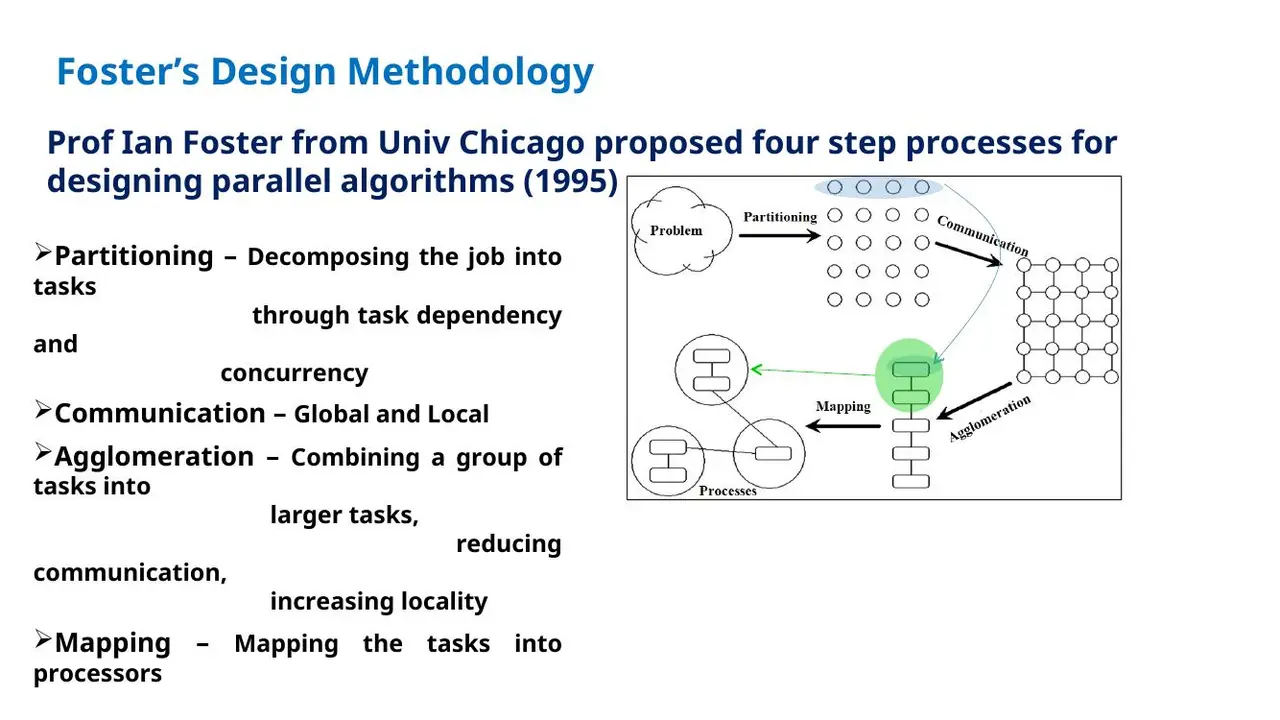 Foster’s Design Methodology
Prof Ian Foster from Univ Chicago proposed four step processes for
designing parallel algorithms (1995)
➢Partitioning – Decomposing the job into
tasks
through task dependency
and
concurrency
➢Communication – Global and Local
➢Agglomeration – Combining a group of
tasks into
larger tasks,
reducing
communication,
increasing locality
➢Mapping – Mapping the tasks into
processors
Problem
Partitioning
Communication
Agglomeration
Mapping
Processes